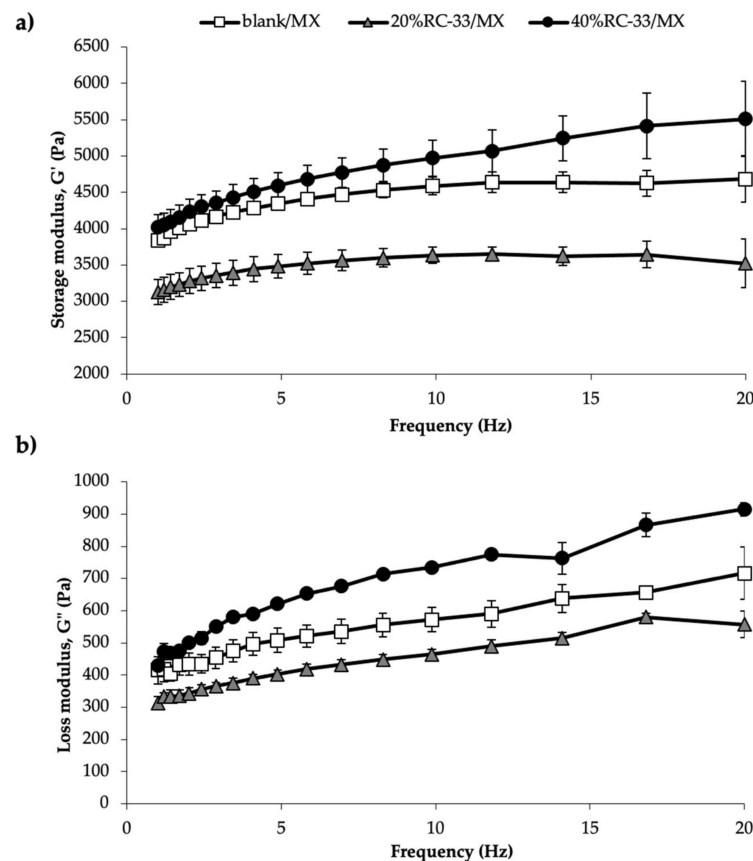 a)
blank/MX 20%RC-33/MX 40%RC-33/MX
6500
6000
5500
5000
4500
4000
3500
3000
2500
2000
Storage modulus, G' (Pa)
0 5 10 15 20
Frequency (Hz)
b)
1000
900
800
700
600
500
400
300
200
100
0
Loss modulus, G" (Pa)
0 5 10 15 20
Frequency (Hz)